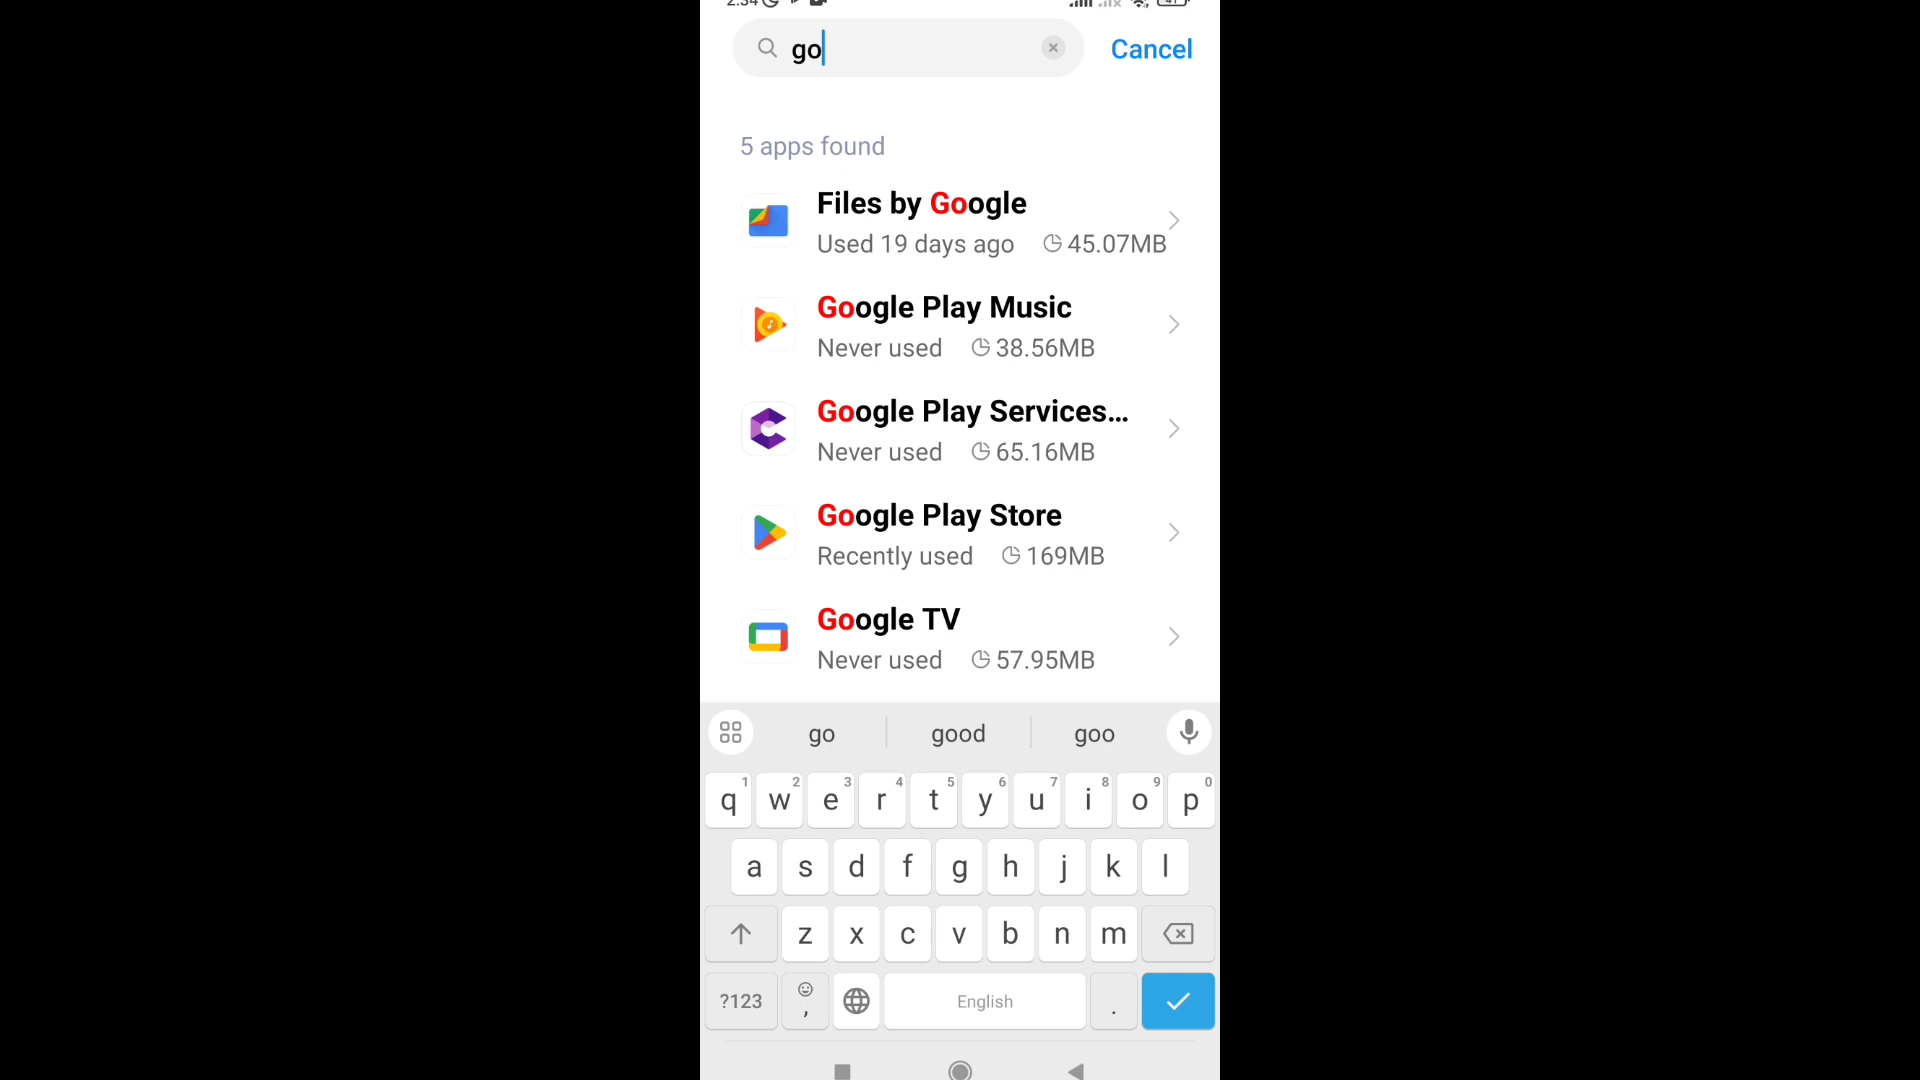 2:34
go
Cancel
5 apps found
Files by Google
Used 19 days ago 45.07MB
Google Play Music
Never used 38.56MB
Google Play Services...
Never used 65.16MB
Google Play Store
Recently used 169MB
Google TV
Never used 57.95MB
go good goo
1 2 3 4 5 6 7 8 9 0
q w e r t y u i o p
a s d f g h j k l
z x c v b n m
?123 , English .